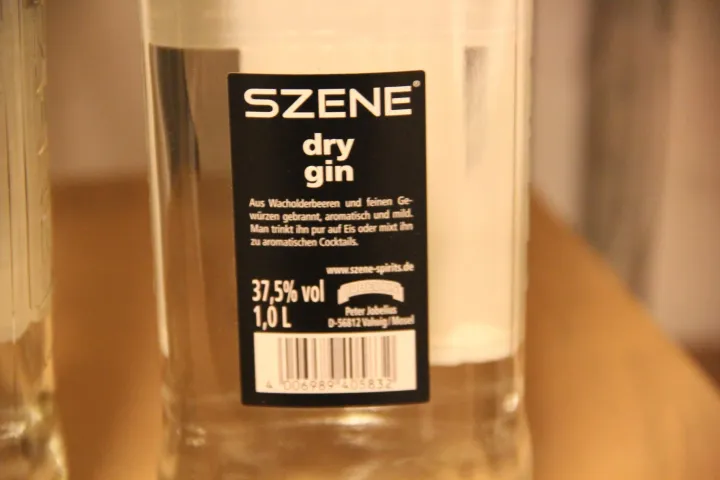 SZENE®
dry
gin
Aus Wacholderbeeren und feinen Ge-
würzen gebrannt, aromatisch und mild.
Man trinkt ihn pur auf Eis oder mixt ihn
zu aromatischen Cocktails.
www.szene-spirits.de
37,5% vol
1,0 L
Peter Jobelius
D-56812 Valwig/Mosel
4 006989 405832